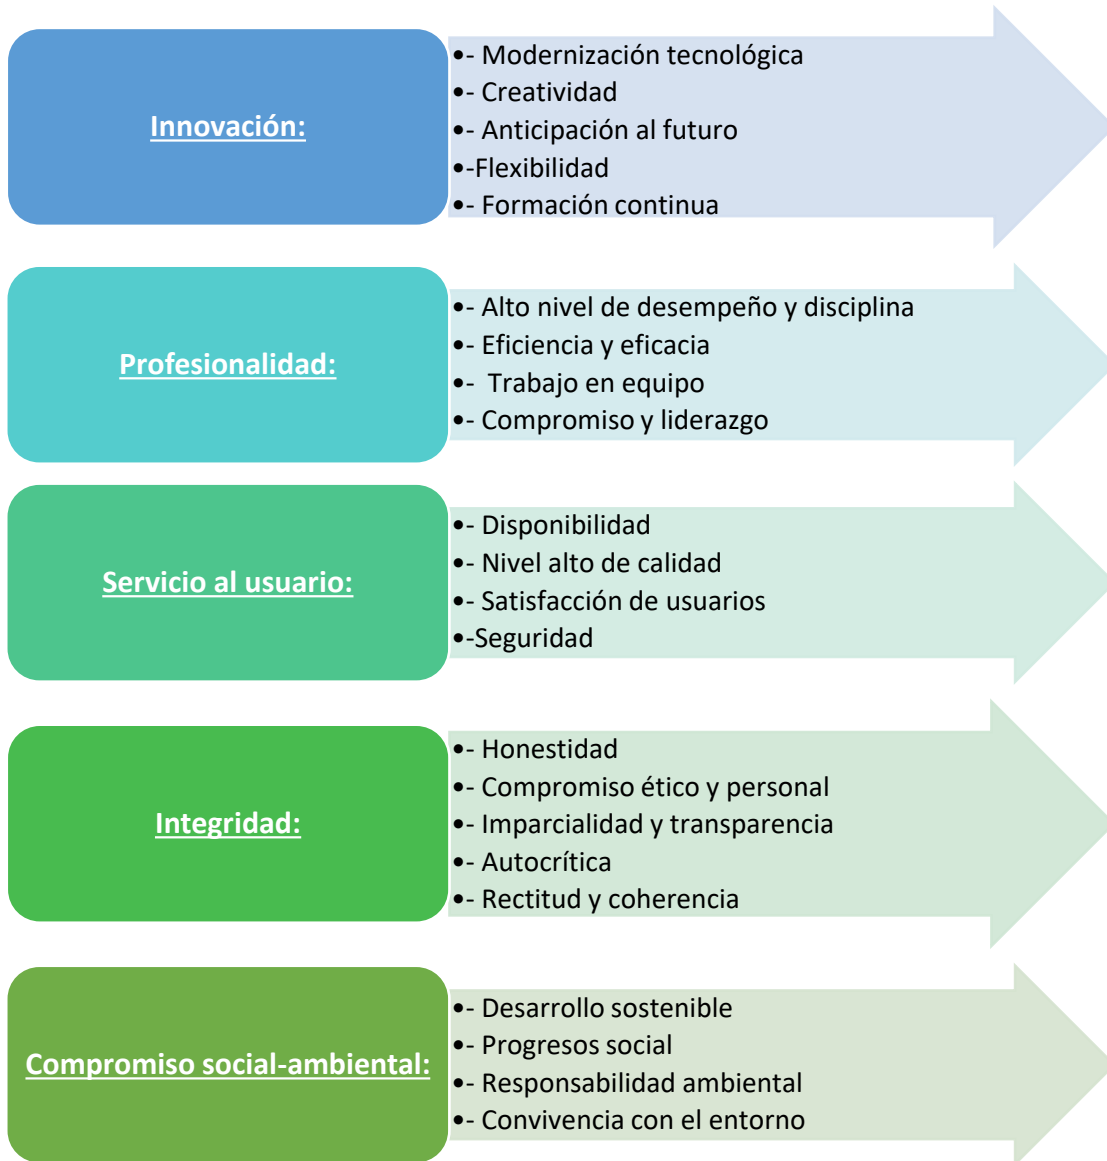 Innovación:
•- Modernización tecnológica
•- Creatividad
•- Anticipación al futuro
•-Flexibilidad
•- Formación continua
Profesionalidad:
•- Alto nivel de desempeño y disciplina
•- Eficiencia y eficacia
•-  Trabajo en equipo
•- Compromiso y liderazgo
Servicio al usuario:
•- Disponibilidad
•- Nivel alto de calidad
•- Satisfacción de usuarios
•-Seguridad
Integridad:
•- Honestidad
•- Compromiso ético y personal
•- Imparcialidad y transparencia
•- Autocrítica
•- Rectitud y coherencia
Compromiso social-ambiental:
•- Desarrollo sostenible
•- Progresos social
•- Responsabilidad ambiental
•- Convivencia con el entorno